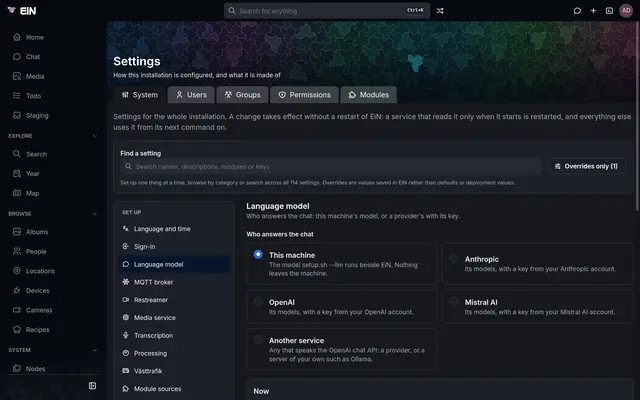 EiN
Search for anything
Ctrl+K
AD
Home
Chat
Media
Todo
Staging
EXPLORE
Search
Year
Map
BROWSE
Albums
People
Locations
Devices
Cameras
Recipes
SYSTEM
Nodes
Settings
How this installation is configured, and what it is made of
System
Users
Groups
Permissions
Modules
Settings for the whole installation. A change takes effect without a restart of EiN: a service that reads it only when it starts is restarted, and everything else
uses it from its next command on.
Find a setting
Search names, descriptions, modules or keys
Overrides only (1)
Set up one thing at a time, browse by category or search across all 114 settings. Overrides are values saved in EiN rather than defaults or deployment values.
SET UP
Language and time
Sign-in
Language model
MQTT broker
Restreamer
Media service
Transcription
Processing
Västtrafik
Module sources
Language model
Who answers the chat: this machine's model, or a provider's with its key.
Who answers the chat
This machine
The model setup.sh --llm runs beside EiN. Nothing
leaves the machine.
Anthropic
Its models, with a key from your Anthropic account.
OpenAI
Its models, with a key from your OpenAI account.
Mistral AI
Its models, with a key from your Mistral AI account.
Another service
Any that speaks the OpenAI chat API: a provider, or a
server of your own such as Ollama.
Now